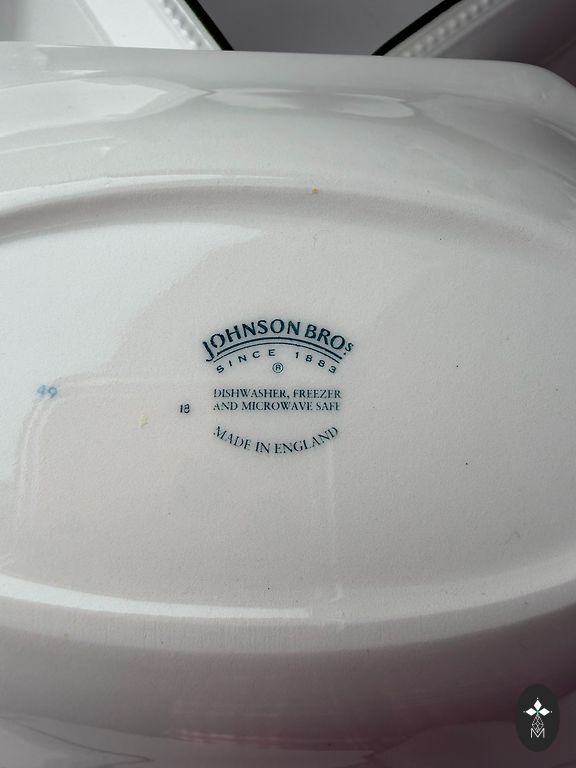 JOHNSON BROS
SINCE 1883
®
DISHWASHER, FREEZER
AND MICROWAVE SAFE
MADE IN ENGLAND
18
49
M